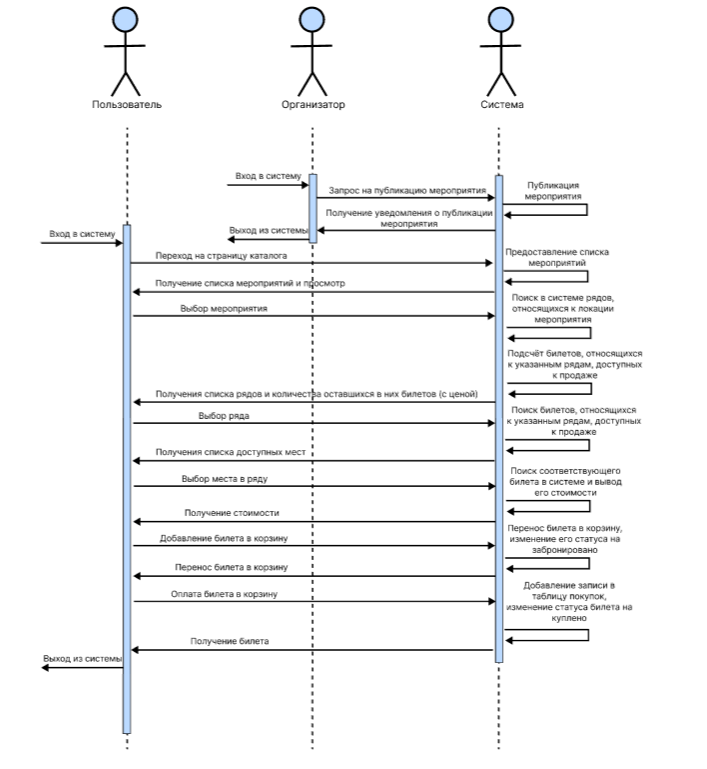 Пользователь
Организатор
Система
Вход в систему
Запрос на публикацию мероприятия
Публикация
мероприятия
Получение уведомления о публикации
мероприятия
Выход из системы
Вход в систему
Переход на страницу каталога
Предоставление списка
мероприятий
Получение списка мероприятий и просмотр
Поиск в системе рядов,
относящихся к локации
мероприятия
Выбор мероприятия
Подсчёт билетов, относящихся
к указанным рядам, доступных
к продаже
Получения списка рядов и количества оставшихся в них билетов (с ценой)
Выбор ряда
Поиск билетов, относящихся
к указанным рядам, доступных
к продаже
Получения списка доступных мест
Поиск соответствующего
билета в системе и вывод
его стоимости
Выбор места в ряду
Получение стоимости
Перенос билета в корзину,
изменение его статуса на
забронировано
Добавление билета в корзину
Перенос билета в корзину
Добавление записи в
таблицу покупок,
изменение статуса билета на
куплено
Оплата билета в корзину
Получение билета
Выход из системы